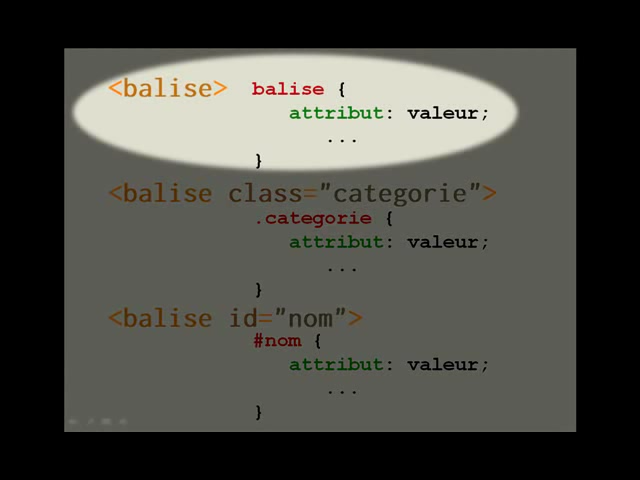 <balise> balise {
attribut: valeur;
...
}
<balise class="categorie">
.categorie {
attribut: valeur;
...
}
<balise id="nom">
#nom {
attribut: valeur;
...
}